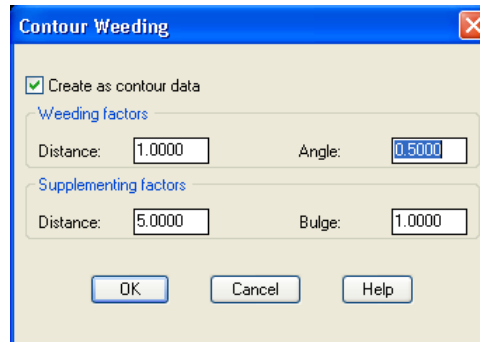 Contour Weeding
Create as contour data
Weeding factors
Distance: 1.0000 Angle: 0.5000
Supplementing factors
Distance: 5.0000 Bulge: 1.0000
OK Cancel Help